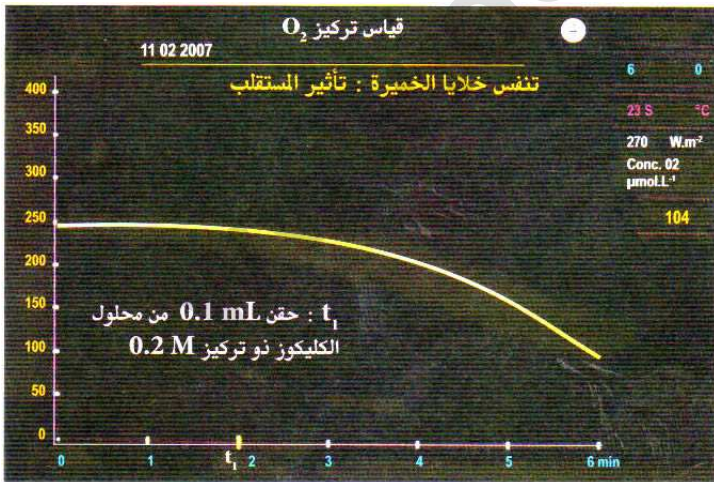 قياس تركيز O₂
−
11 02 2007
تنفس خلايا الخميرة : تأثير المستقلب
6 0
23 S °C
270 W.m⁻²
Conc. 02
µmol.L⁻¹
104
400
350
300
250
200
150
100
50
0
t₁ : حقن 0.1 mL من محلول
الكليكوز ذو تركيز 0.2 M
0 1 t₁ 2 3 4 5 6 min